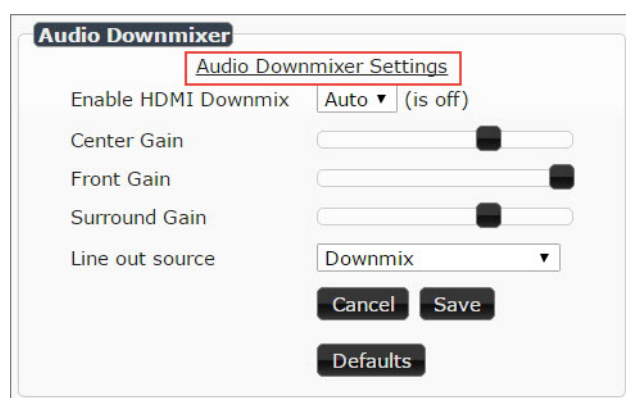 Audio Downmixer
Audio Downmixer Settings
Enable HDMI Downmix Auto ▼ (is off)
Center Gain
Front Gain
Surround Gain
Line out source Downmix ▼
Cancel Save
Defaults